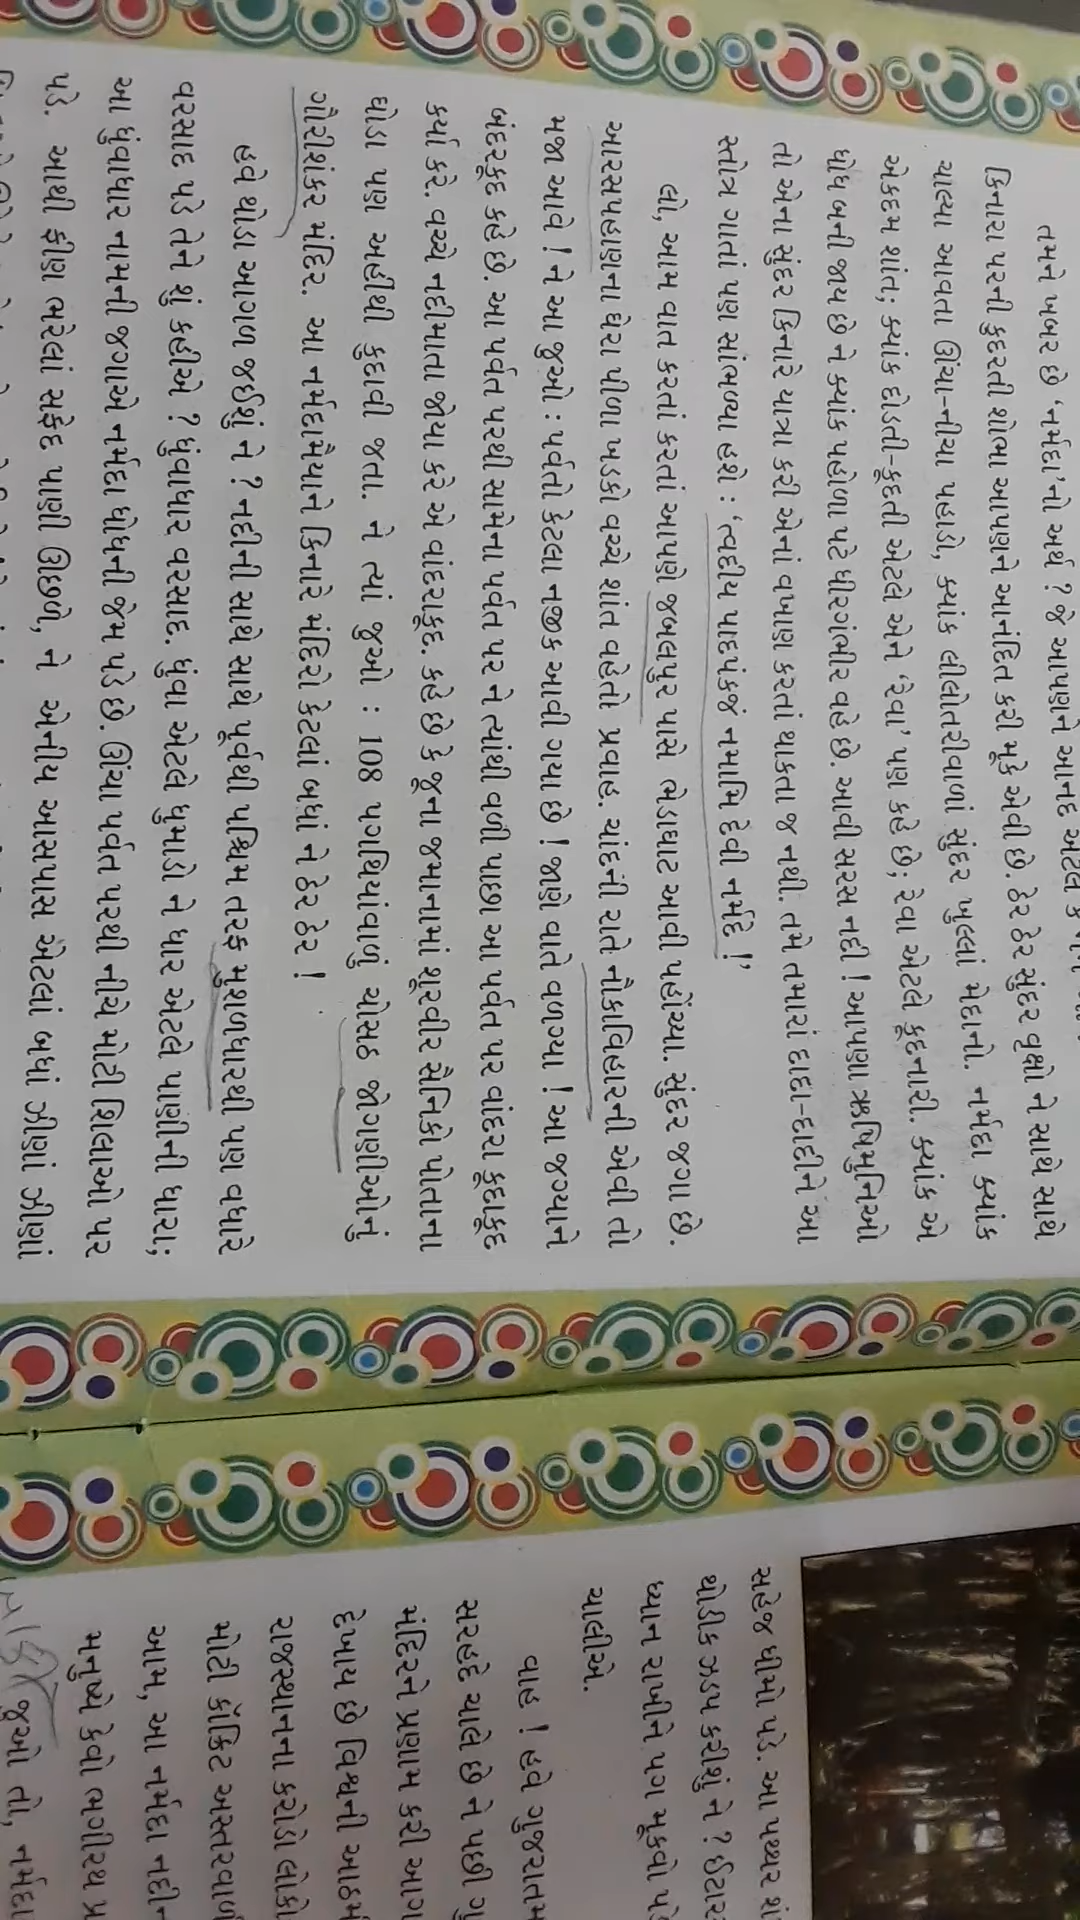 તમને ખબર છે ‘નર્મદા’નો અર્થ ? જે આપણને આનંદ
કિનારા પરની કુદરતી શોભા આપણને આનંદિત કરી મૂકે એવી છે. ઠેર ઠેર સુંદર વૃક્ષો ને સાથે સાથે
ચાલ્યા આવતા ઊંચા-નીચા પહાડો, ક્યાંક લીલોતરીવાળાં સુંદર ખુલ્લાં મેદાનો. નર્મદા ક્યાંક
એકદમ શાંત; ક્યાંક દોડતી-કૂદતી એટલે એને ‘રેવા’ પણ કહે છે; રેવા એટલે કૂદનારી. ક્યાંક એ
ધોધ બની જાય છે ને ક્યાંક પહોળા પટે ધીરગંભીર વહે છે. આવી સરસ નદી ! આપણા ઋષિમુનિઓ
તો એના સુંદર કિનારે યાત્રા કરી એનાં વખાણ કરતાં થાકતા જ નથી. તમે તમારાં દાદા-દાદીને આ
સ્તોત્ર ગાતાં પણ સાંભળ્યા હશે : ‘ત્વદીય પાદપંકજં નમામિ દેવી નર્મદે !’
લો, આમ વાત કરતાં કરતાં આપણે જબલપુર પાસે ભેડાઘાટ આવી પહોંચ્યા. સુંદર જગા છે.
આરસપહાણના ઘેરા પીળા ખડકો વચ્ચે શાંત વહેતો પ્રવાહ. ચાંદની રાતે નૌકાવિહારની એવી તો
મજા આવે ! ને આ જુઓ : પર્વતો કેટલા નજીક આવી ગયા છે ! જાણે વાતે વળગ્યા ! આ જગ્યાને
બંદરકૂદ કહે છે. આ પર્વત પરથી સામેના પર્વત પર ને ત્યાંથી વળી પાછા આ પર્વત પર વાંદરા કૂદાકૂદ
કર્યા કરે. વચ્ચે નદીમાતા જોયા કરે એ વાંદરાકૂદ. કહે છે કે જૂના જમાનામાં શૂરવીર સૈનિકો પોતાના
ઘોડા પણ અહીંથી કુદાવી જતા. ને ત્યાં જુઓ : 108 પગથિયાંવાળું ચોસઠ જોગણીઓનું
ગૌરીશંકર મંદિર. આ નર્મદામૈયાને કિનારે મંદિરો કેટલાં બધાં ને ઠેર ઠેર !
હવે થોડા આગળ જઈશું ને ? નદીની સાથે સાથે પૂર્વથી પશ્ચિમ તરફ મુશળધારથી પણ વધારે
વરસાદ પડે તેને શું કહીએ ? ધુંવાધાર વરસાદ. ધુંવા એટલે ધુમાડો ને ધાર એટલે પાણીની ધારા;
આ ધુંવાધાર નામની જગાએ નર્મદા ધોધની જેમ પડે છે. ઊંચા પર્વત પરથી નીચે મોટી શિલાઓ પર
પડે. આથી ફીણ ભરેલાં સફેદ પાણી ઊછળે, ને એનીય આસપાસ એટલાં બધાં ઝીણાં ઝીણાં
સહેજ ધીમો પડે. આ પથ્થર
થોડીક ઝડપ કરીશું ને ?
ધ્યાન રાખીને પગ મૂકવો
ચાલીએ.
વાહ ! હવે
સરહદે ચાલે છે ને પછી
મંદિરને પ્રણામ કરી
દેખાય છે વિશ્વની
રાજસ્થાનના કરોડો લોકો
મોટી કોંક્રિટ
આમ, આ નર્મદા
મનુષ્યે કેવો ભગીરથ
જુઓ તો, નર્મદા